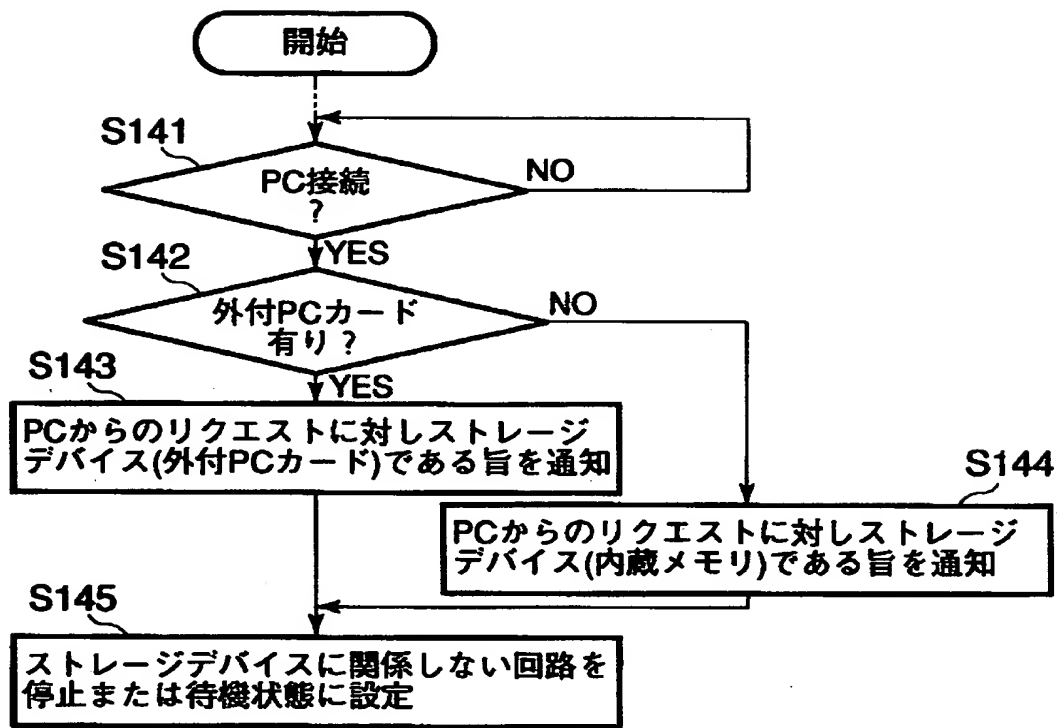 開始
S141
PC接続
?
NO
YES
S142
外付PCカード
有り?
NO
YES
S143
PCからのリクエストに対しストレージ
デバイス(外付PCカード)である旨を通知
S144
PCからのリクエストに対しストレージ
デバイス(内蔵メモリ)である旨を通知
S145
ストレージデバイスに関係しない回路を
停止または待機状態に設定